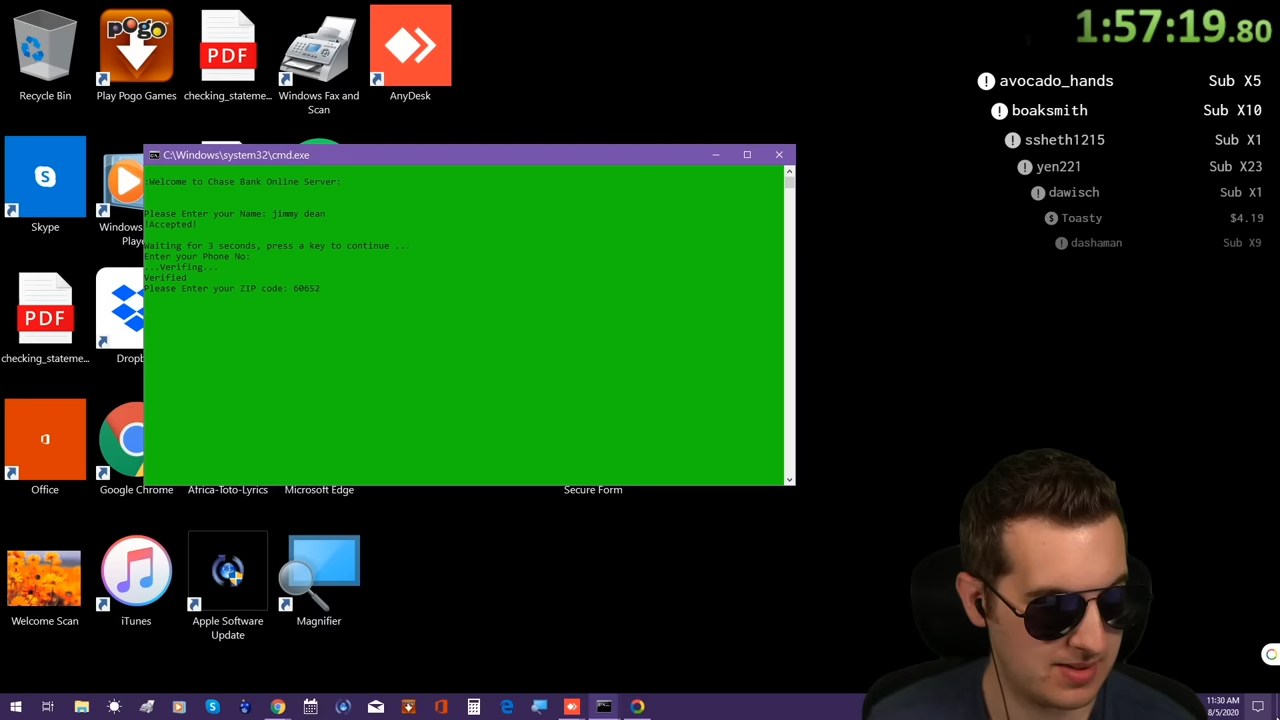 1:57:19.80
avocado_hands Sub X5
boaksmith Sub X10
ssheth1215 Sub X1
yen221 Sub X23
dawisch Sub X1
Toasty $4.19
dashaman Sub X9
Recycle Bin
pogo
Play Pogo Games
PDF
checking_stateme...
Windows Fax and
Scan
AnyDesk
Skype
Windows
Playe
PDF
checking_stateme...
Dropb
Office
Google Chrome
Africa-Toto-Lyrics
Microsoft Edge
Secure Form
Welcome Scan
iTunes
Apple Software
Update
Magnifier
C:\Windows\system32\cmd.exe
:Welcome to Chase Bank Online Server:
Please Enter your Name: jimmy dean
!Accepted!
Waiting for 3 seconds, press a key to continue ...
Enter your Phone No:
...Verifing...
Verified
Please Enter your ZIP code: 60652
11:30 AM
8/5/2020